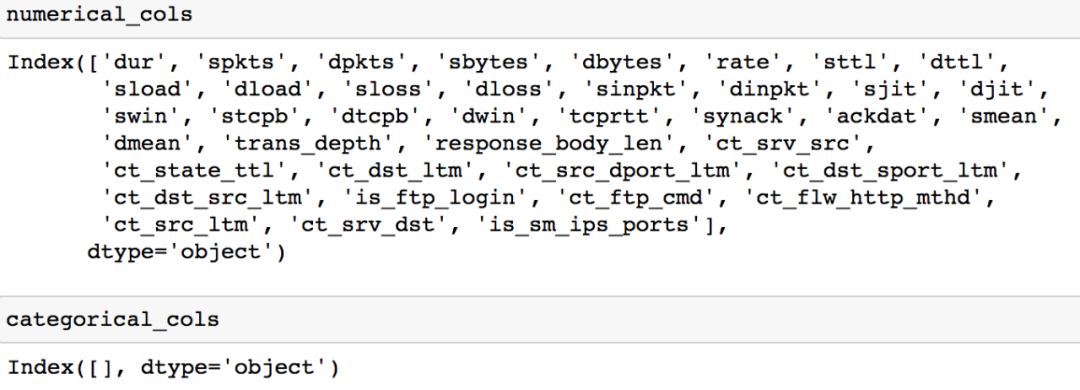 numerical_cols
Index(['dur', 'spkts', 'dpkts', 'sbytes', 'dbytes', 'rate', 'sttl', 'dttl',
'sload', 'dload', 'sloss', 'dloss', 'sinpkt', 'dinpkt', 'sjit', 'djit',
'swin', 'stcpb', 'dtcpb', 'dwin', 'tcprtt', 'synack', 'ackdat', 'smean',
'dmean', 'trans_depth', 'response_body_len', 'ct_srv_src',
'ct_state_ttl', 'ct_dst_ltm', 'ct_src_dport_ltm', 'ct_dst_sport_ltm',
'ct_dst_src_ltm', 'is_ftp_login', 'ct_ftp_cmd', 'ct_flw_http_mthd',
'ct_src_ltm', 'ct_srv_dst', 'is_sm_ips_ports'],
dtype='object')
categorical_cols
Index([], dtype='object')